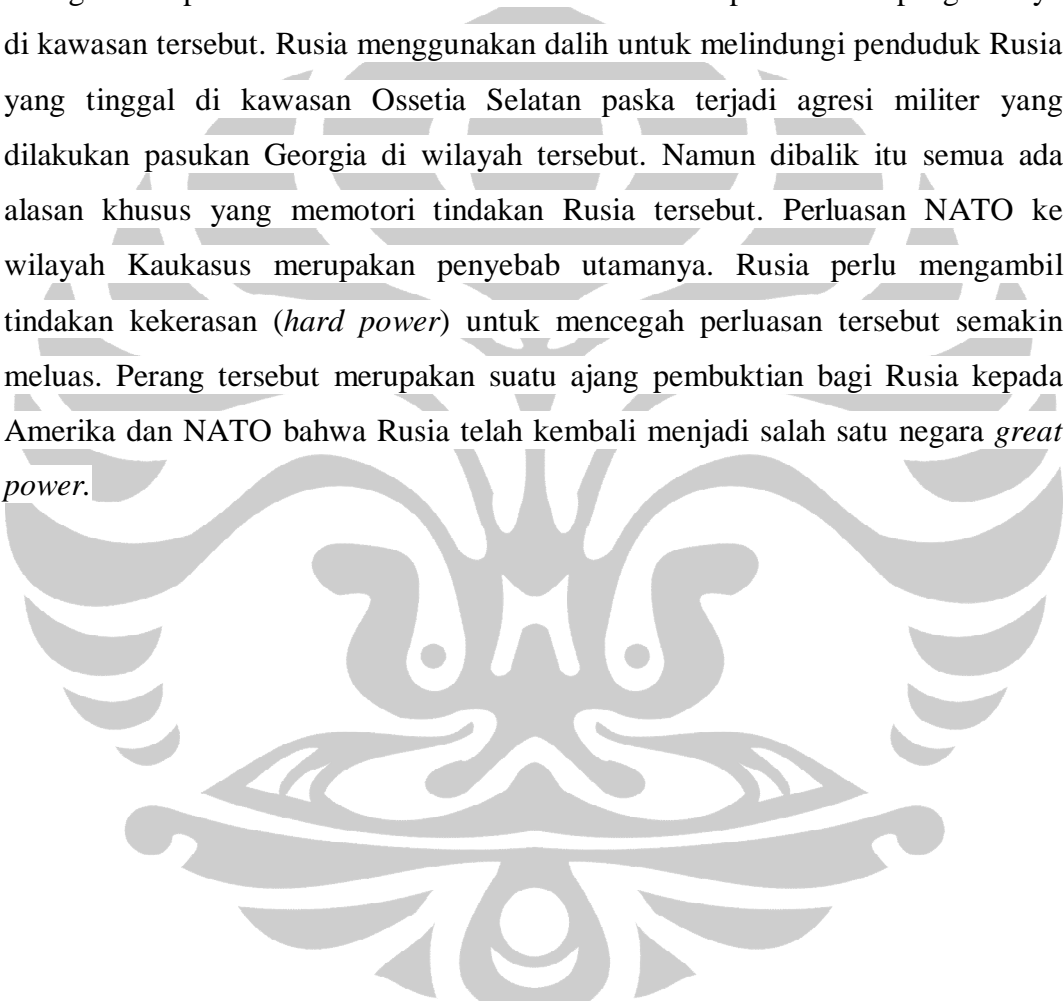 di kawasan tersebut. Rusia menggunakan dalih untuk melindungi penduduk Rusia
yang tinggal di kawasan Ossetia Selatan paska terjadi agresi militer yang
dilakukan pasukan Georgia di wilayah tersebut. Namun dibalik itu semua ada
alasan khusus yang memotori tindakan Rusia tersebut. Perluasan NATO ke
wilayah Kaukasus merupakan penyebab utamanya. Rusia perlu mengambil
tindakan kekerasan (hard power) untuk mencegah perluasan tersebut semakin
meluas. Perang tersebut merupakan suatu ajang pembuktian bagi Rusia kepada
Amerika dan NATO bahwa Rusia telah kembali menjadi salah satu negara great
power.